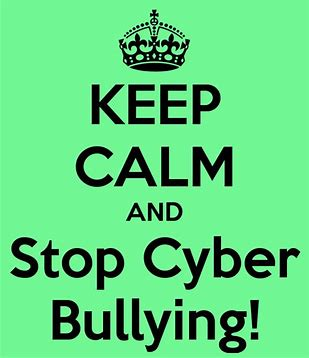 KEEP
CALM
AND
Stop Cyber
Bullying!